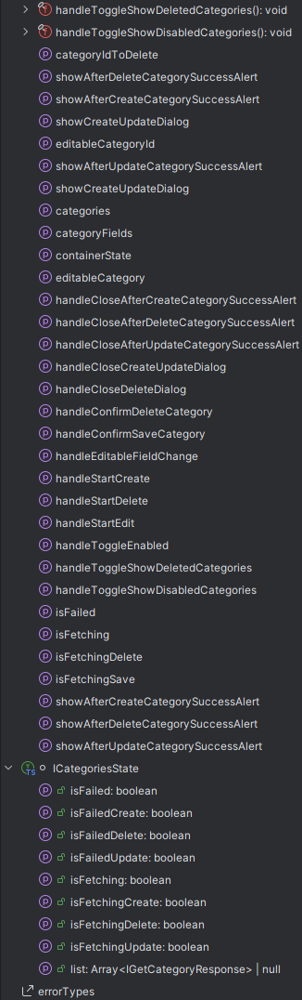 handleToggleShowDeletedCategories(): void
handleToggleShowDisabledCategories(): void
categoryIdToDelete
showAfterDeleteCategorySuccessAlert
showAfterCreateCategorySuccessAlert
showCreateUpdateDialog
editableCategoryId
showAfterUpdateCategorySuccessAlert
showCreateUpdateDialog
categories
categoryFields
containerState
editableCategory
handleCloseAfterCreateCategorySuccessAlert
handleCloseAfterDeleteCategorySuccessAlert
handleCloseAfterUpdateCategorySuccessAlert
handleCloseCreateUpdateDialog
handleCloseDeleteDialog
handleConfirmDeleteCategory
handleConfirmSaveCategory
handleEditableFieldChange
handleStartCreate
handleStartDelete
handleStartEdit
handleToggleEnabled
handleToggleShowDeletedCategories
handleToggleShowDisabledCategories
isFailed
isFetching
isFetchingDelete
isFetchingSave
showAfterCreateCategorySuccessAlert
showAfterDeleteCategorySuccessAlert
showAfterUpdateCategorySuccessAlert
ICategoriesState
isFailed: boolean
isFailedCreate: boolean
isFailedDelete: boolean
isFailedUpdate: boolean
isFetching: boolean
isFetchingCreate: boolean
isFetchingDelete: boolean
isFetchingUpdate: boolean
list: Array<IGetCategoryResponse> | null
errorTypes